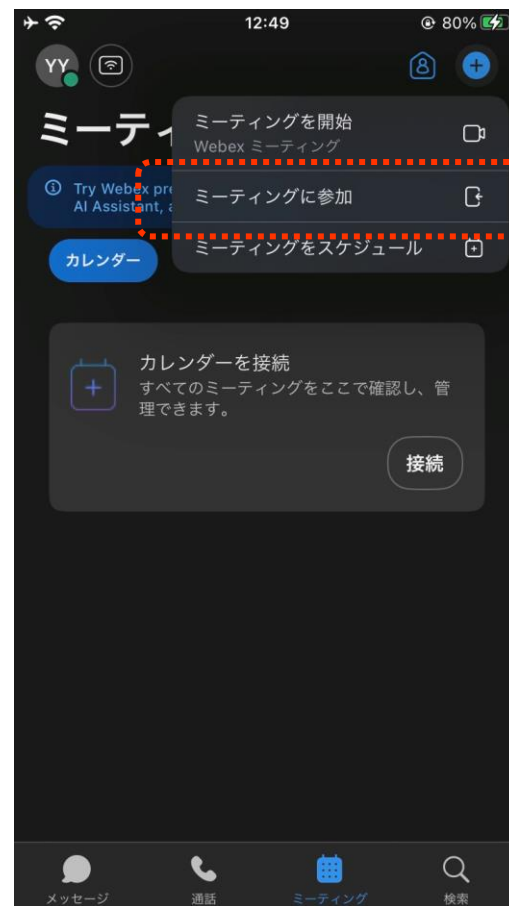 12:49
80%
YY
ミーティ
ミーティングを開始
Webex ミーティング
Try Webex pre
AI Assistant, a
ミーティングに参加
カレンダー
ミーティングをスケジュール
カレンダーを接続
すべてのミーティングをここで確認し、管
理できます。
接続
メッセージ
通話
ミーティング
検索